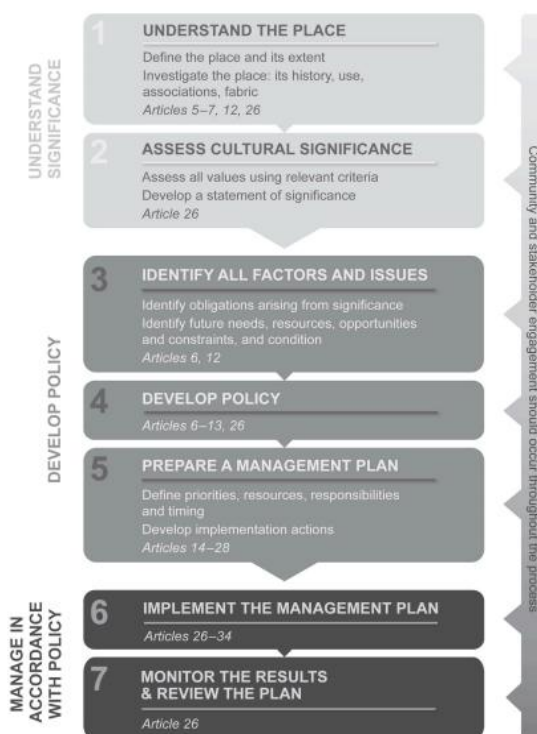 UNDERSTAND
SIGNIFICANCE
1
UNDERSTAND THE PLACE
Define the place and its extent
Investigate the place: its history, use,
associations, fabric
Articles 5–7, 12, 26
2
ASSESS CULTURAL SIGNIFICANCE
Assess all values using relevant criteria
Develop a statement of significance
Article 26
DEVELOP POLICY
3
IDENTIFY ALL FACTORS AND ISSUES
Identify obligations arising from significance
Identify future needs, resources, opportunities
and constraints, and condition
Articles 6, 12
4
DEVELOP POLICY
Articles 6–13, 26
5
PREPARE A MANAGEMENT PLAN
Define priorities, resources, responsibilities
and timing
Develop implementation actions
Articles 14–28
MANAGE IN
ACCORDANCE
WITH POLICY
6
IMPLEMENT THE MANAGEMENT PLAN
Articles 26–34
7
MONITOR THE RESULTS
& REVIEW THE PLAN
Article 26
Community and stakeholder engagement should occur throughout the process